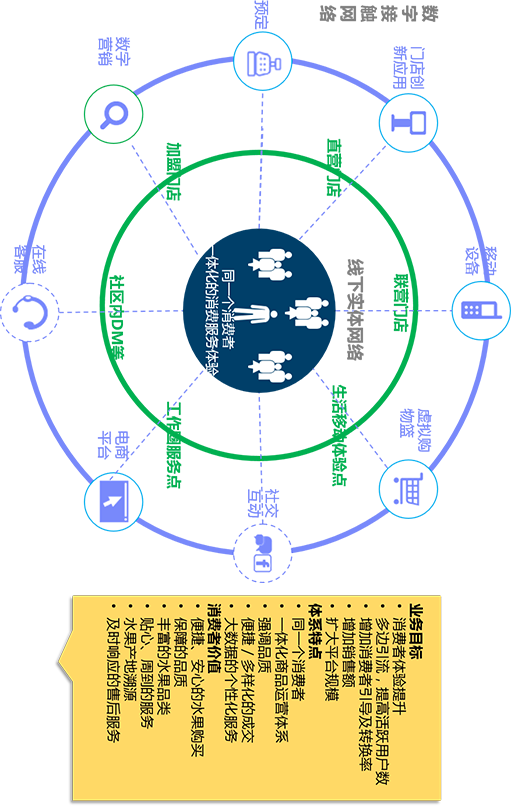 数字接触网络
移动
设备
门店创
新应用
虚拟购
物篮
预定
社交
互动
数字
营销
电商
平台
在线
客服
联营门店
直营门店
生活移动体验点
线下实体网络
加盟门店
工作圈服务点
社区内DM等
同一个消费者
一体化的消费服务体验
业务目标
• 消费者体验提升
• 多边引流，提高活跃用户数
• 增加消费者引导及转换率
• 增加销售额
• 扩大平台规模
体系特点
• 同一个消费者
• 一体化商品运营体系
• 强调品质
• 便捷/多样化的成交
• 大数据的个性化服务
消费者价值
• 便捷、安心的水果购买
• 保障的品质
• 丰富的水果品类
• 贴心、周到的服务
• 水果产地溯源
• 及时响应的售后服务